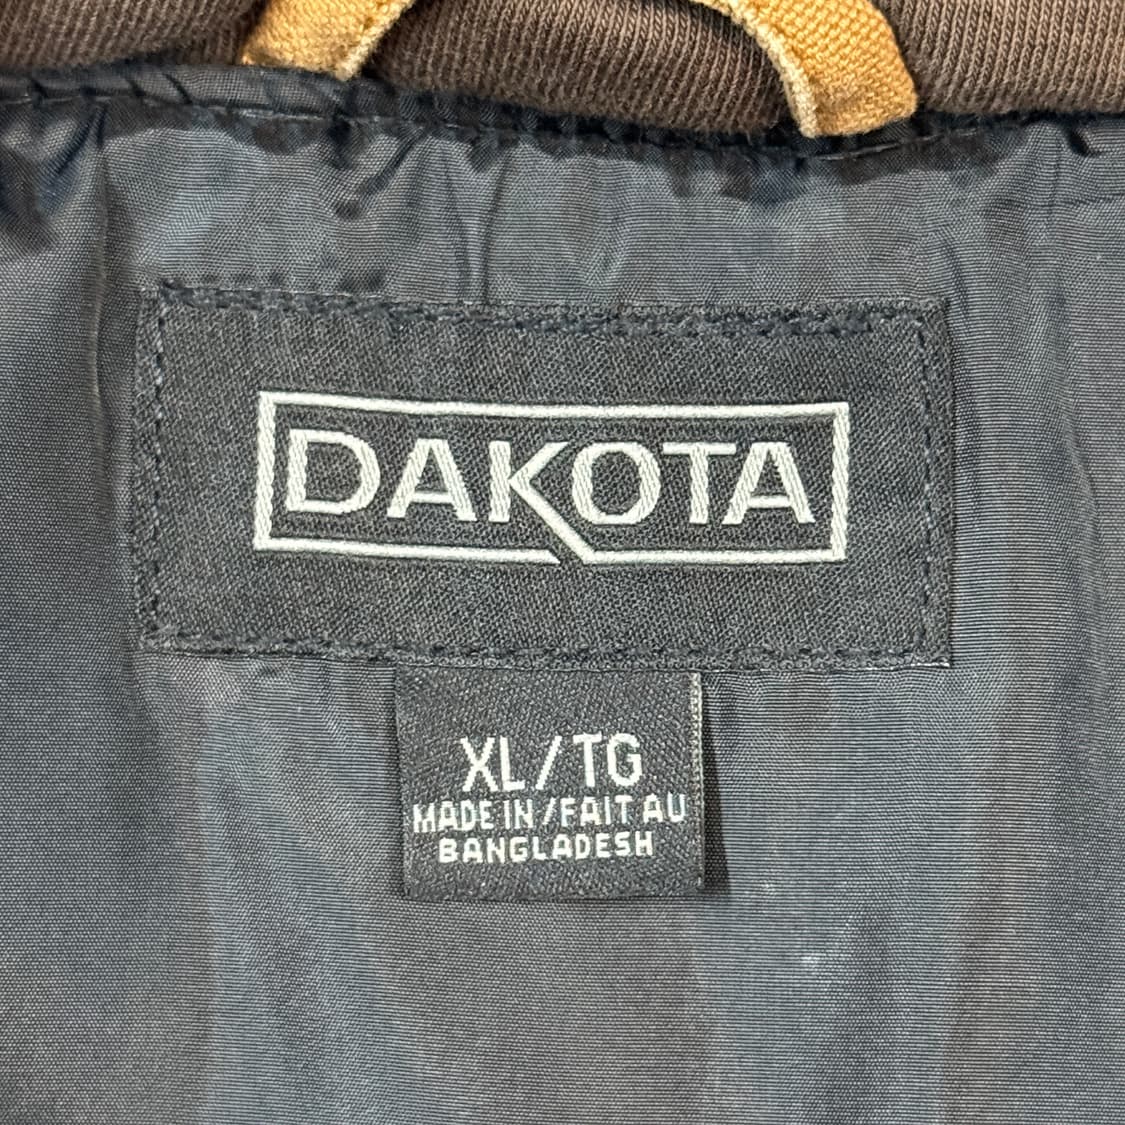 DAKOTA
XL/TG
MADE IN/FAIT AU
BANGLADESH